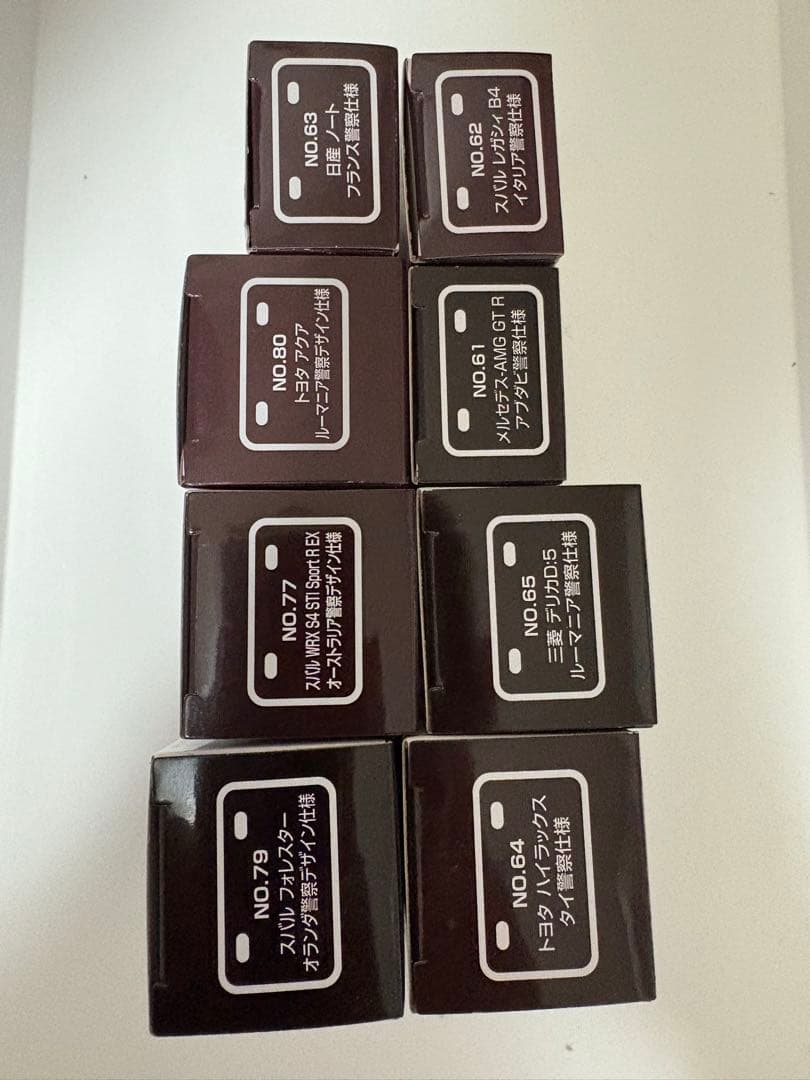 NO.63
日産 ノート
フランス警察仕様
NO.62
スバル レガシィ B4
イタリア警察仕様
NO.80
トヨタ アクア
ルーマニア警察デザイン仕様
NO.61
メルセデス-AMG GT R
アブダビ警察仕様
NO.77
スバル WRX S4 STI Sport R EX
オーストラリア警察デザイン仕様
NO.65
三菱 デリカD:5
ルーマニア警察仕様
NO.79
スバル フォレスター
オランダ警察デザイン仕様
NO.64
トヨタ ハイラックス
タイ警察仕様